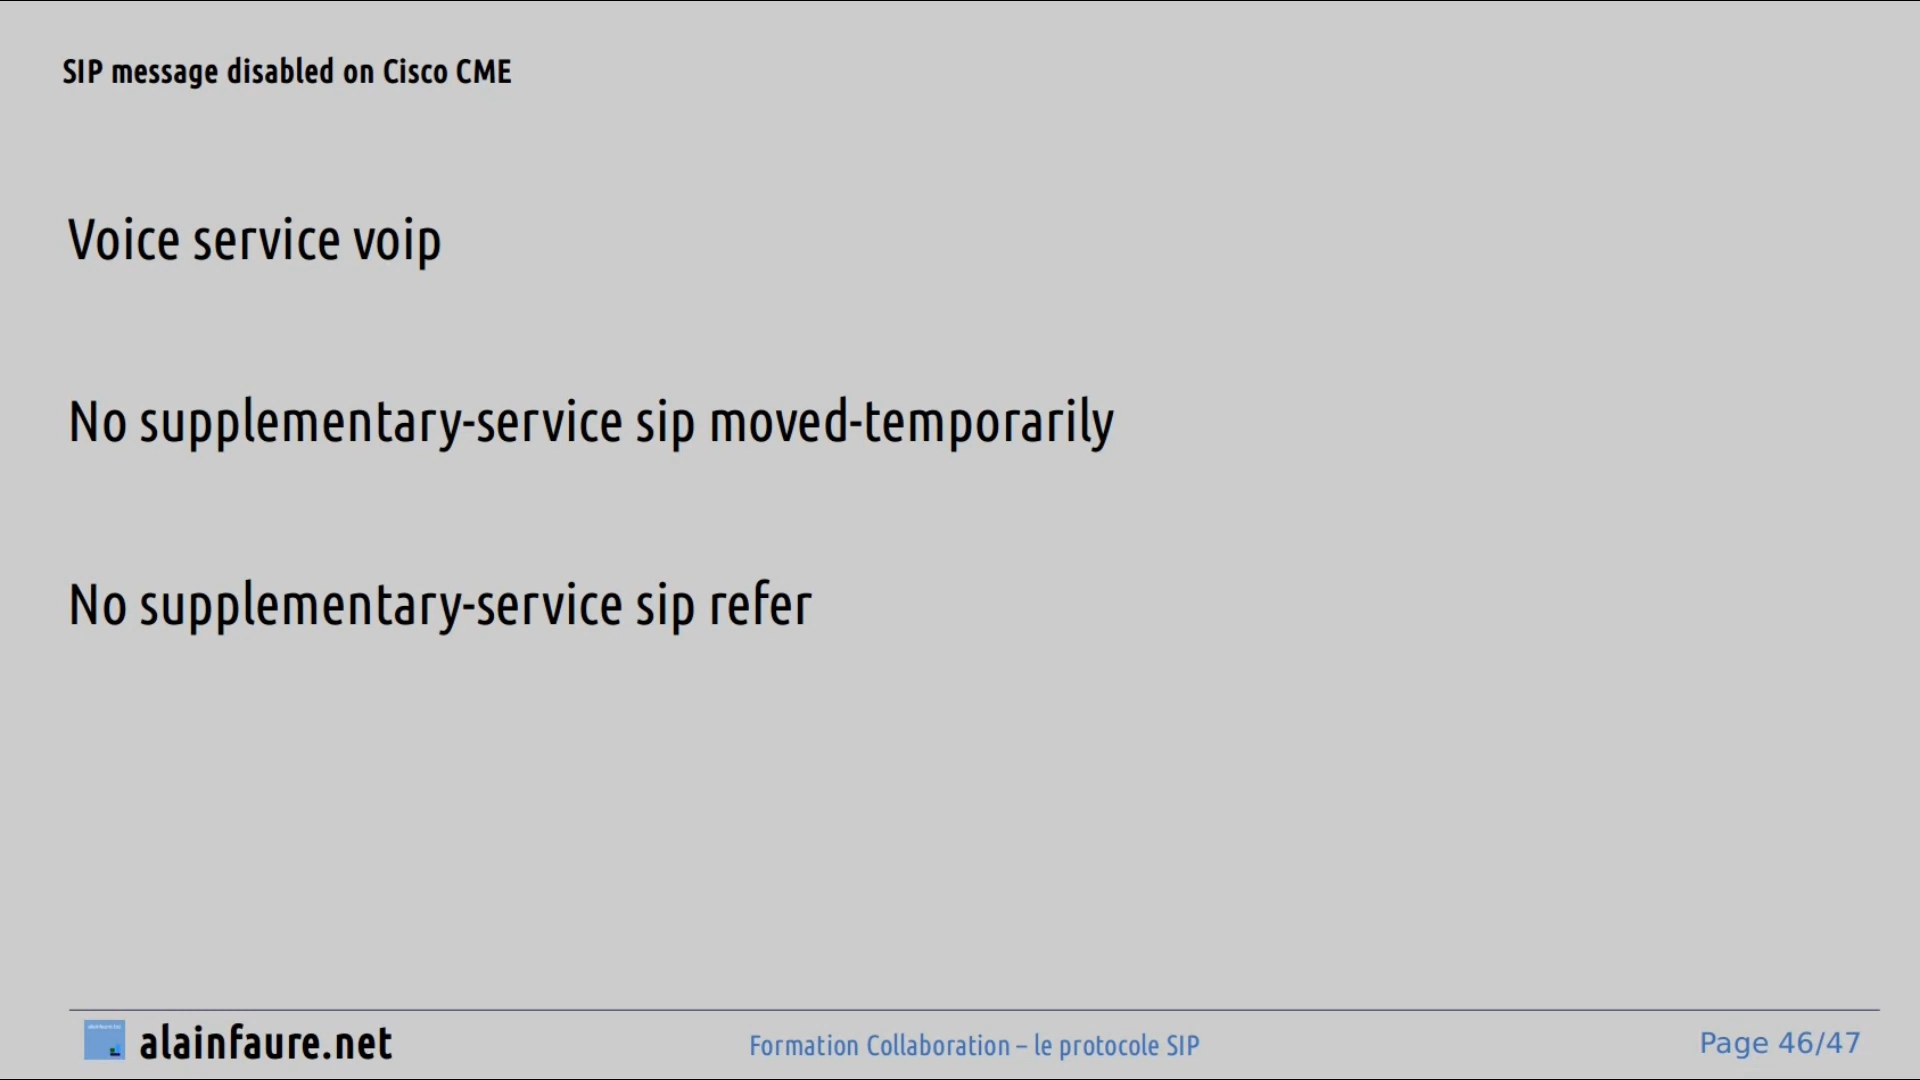 SIP message disabled on Cisco CME
Voice service voip
No supplementary-service sip moved-temporarily
No supplementary-service sip refer
alainfaure.net
Formation Collaboration – le protocole SIP
Page 46/47